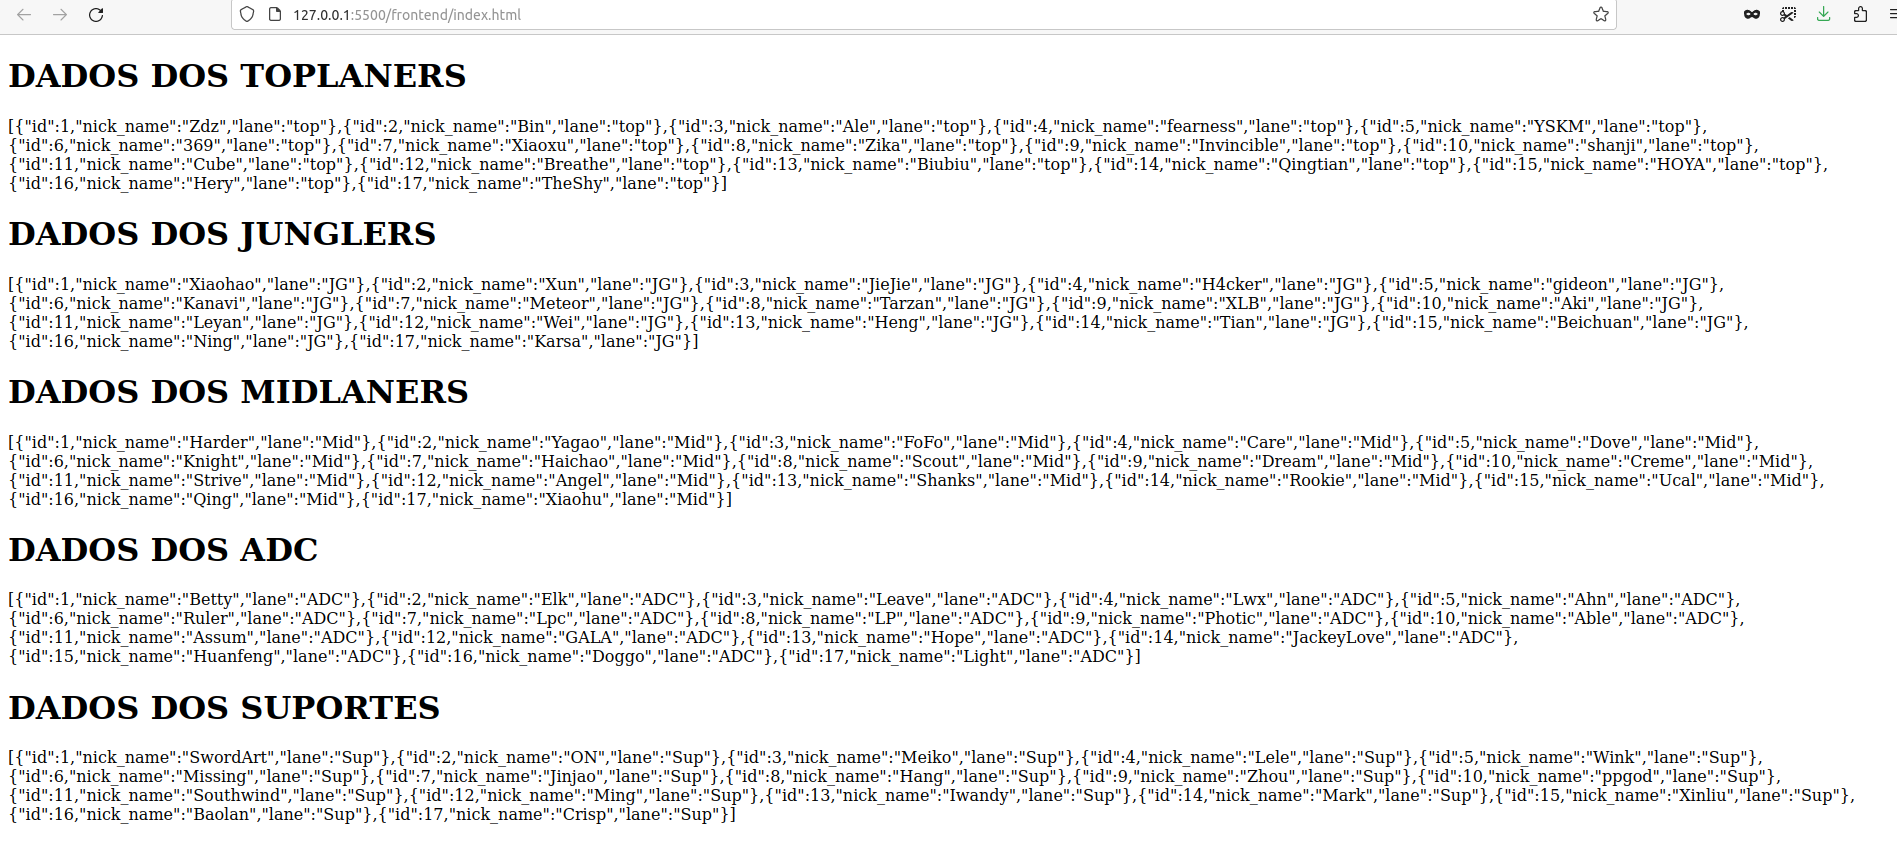 127.0.0.1:5500/frontend/index.html
DADOS DOS TOPLANERS
[{"id":1,"nick_name":"Zdz","lane":"top"},{"id":2,"nick_name":"Bin","lane":"top"},{"id":3,"nick_name":"Ale","lane":"top"},{"id":4,"nick_name":"fearness","lane":"top"},{"id":5,"nick_name":"YSKM","lane":"top"},
{"id":6,"nick_name":"369","lane":"top"},{"id":7,"nick_name":"Xiaoxu","lane":"top"},{"id":8,"nick_name":"Zika","lane":"top"},{"id":9,"nick_name":"Invincible","lane":"top"},{"id":10,"nick_name":"shanji","lane":"top"},
{"id":11,"nick_name":"Cube","lane":"top"},{"id":12,"nick_name":"Breathe","lane":"top"},{"id":13,"nick_name":"Biubiu","lane":"top"},{"id":14,"nick_name":"Qingtian","lane":"top"},{"id":15,"nick_name":"HOYA","lane":"top"},
{"id":16,"nick_name":"Hery","lane":"top"},{"id":17,"nick_name":"TheShy","lane":"top"}]
DADOS DOS JUNGLERS
[{"id":1,"nick_name":"Xiaohao","lane":"JG"},{"id":2,"nick_name":"Xun","lane":"JG"},{"id":3,"nick_name":"JieJie","lane":"JG"},{"id":4,"nick_name":"H4cker","lane":"JG"},{"id":5,"nick_name":"gideon","lane":"JG"},
{"id":6,"nick_name":"Kanavi","lane":"JG"},{"id":7,"nick_name":"Meteor","lane":"JG"},{"id":8,"nick_name":"Tarzan","lane":"JG"},{"id":9,"nick_name":"XLB","lane":"JG"},{"id":10,"nick_name":"Aki","lane":"JG"},
{"id":11,"nick_name":"Leyan","lane":"JG"},{"id":12,"nick_name":"Wei","lane":"JG"},{"id":13,"nick_name":"Heng","lane":"JG"},{"id":14,"nick_name":"Tian","lane":"JG"},{"id":15,"nick_name":"Beichuan","lane":"JG"},
{"id":16,"nick_name":"Ning","lane":"JG"},{"id":17,"nick_name":"Karsa","lane":"JG"}]
DADOS DOS MIDLANERS
[{"id":1,"nick_name":"Harder","lane":"Mid"},{"id":2,"nick_name":"Yagao","lane":"Mid"},{"id":3,"nick_name":"FoFo","lane":"Mid"},{"id":4,"nick_name":"Care","lane":"Mid"},{"id":5,"nick_name":"Dove","lane":"Mid"},
{"id":6,"nick_name":"Knight","lane":"Mid"},{"id":7,"nick_name":"Haichao","lane":"Mid"},{"id":8,"nick_name":"Scout","lane":"Mid"},{"id":9,"nick_name":"Dream","lane":"Mid"},{"id":10,"nick_name":"Creme","lane":"Mid"},
{"id":11,"nick_name":"Strive","lane":"Mid"},{"id":12,"nick_name":"Angel","lane":"Mid"},{"id":13,"nick_name":"Shanks","lane":"Mid"},{"id":14,"nick_name":"Rookie","lane":"Mid"},{"id":15,"nick_name":"Ucal","lane":"Mid"},
{"id":16,"nick_name":"Qing","lane":"Mid"},{"id":17,"nick_name":"Xiaohu","lane":"Mid"}]
DADOS DOS ADC
[{"id":1,"nick_name":"Betty","lane":"ADC"},{"id":2,"nick_name":"Elk","lane":"ADC"},{"id":3,"nick_name":"Leave","lane":"ADC"},{"id":4,"nick_name":"Lwx","lane":"ADC"},{"id":5,"nick_name":"Ahn","lane":"ADC"},
{"id":6,"nick_name":"Ruler","lane":"ADC"},{"id":7,"nick_name":"Lpc","lane":"ADC"},{"id":8,"nick_name":"LP","lane":"ADC"},{"id":9,"nick_name":"Photic","lane":"ADC"},{"id":10,"nick_name":"Able","lane":"ADC"},
{"id":11,"nick_name":"Assum","lane":"ADC"},{"id":12,"nick_name":"GALA","lane":"ADC"},{"id":13,"nick_name":"Hope","lane":"ADC"},{"id":14,"nick_name":"JackeyLove","lane":"ADC"},
{"id":15,"nick_name":"Huanfeng","lane":"ADC"},{"id":16,"nick_name":"Doggo","lane":"ADC"},{"id":17,"nick_name":"Light","lane":"ADC"}]
DADOS DOS SUPORTES
[{"id":1,"nick_name":"SwordArt","lane":"Sup"},{"id":2,"nick_name":"ON","lane":"Sup"},{"id":3,"nick_name":"Meiko","lane":"Sup"},{"id":4,"nick_name":"Lele","lane":"Sup"},{"id":5,"nick_name":"Wink","lane":"Sup"},
{"id":6,"nick_name":"Missing","lane":"Sup"},{"id":7,"nick_name":"Jinjao","lane":"Sup"},{"id":8,"nick_name":"Hang","lane":"Sup"},{"id":9,"nick_name":"Zhou","lane":"Sup"},{"id":10,"nick_name":"ppgod","lane":"Sup"},
{"id":11,"nick_name":"Southwind","lane":"Sup"},{"id":12,"nick_name":"Ming","lane":"Sup"},{"id":13,"nick_name":"Iwandy","lane":"Sup"},{"id":14,"nick_name":"Mark","lane":"Sup"},{"id":15,"nick_name":"Xinliu","lane":"Sup"},
{"id":16,"nick_name":"Baolan","lane":"Sup"},{"id":17,"nick_name":"Crisp","lane":"Sup"}]